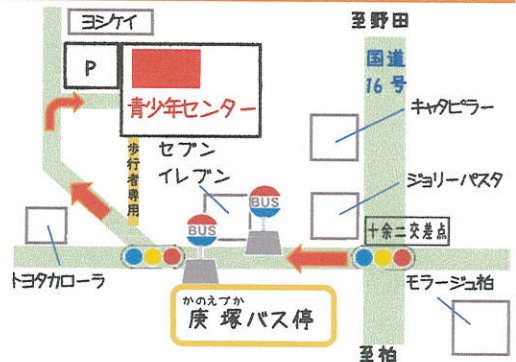 ヨシケイ
至野田
P
国道
16号
青少年センター
キャタピラー
歩行者専用
セブン
イレブン
ジョリーパスタ
BUS
BUS
十余二交差点
トヨタカローラ
モラージュ柏
かのえづか
庚塚バス停
至柏